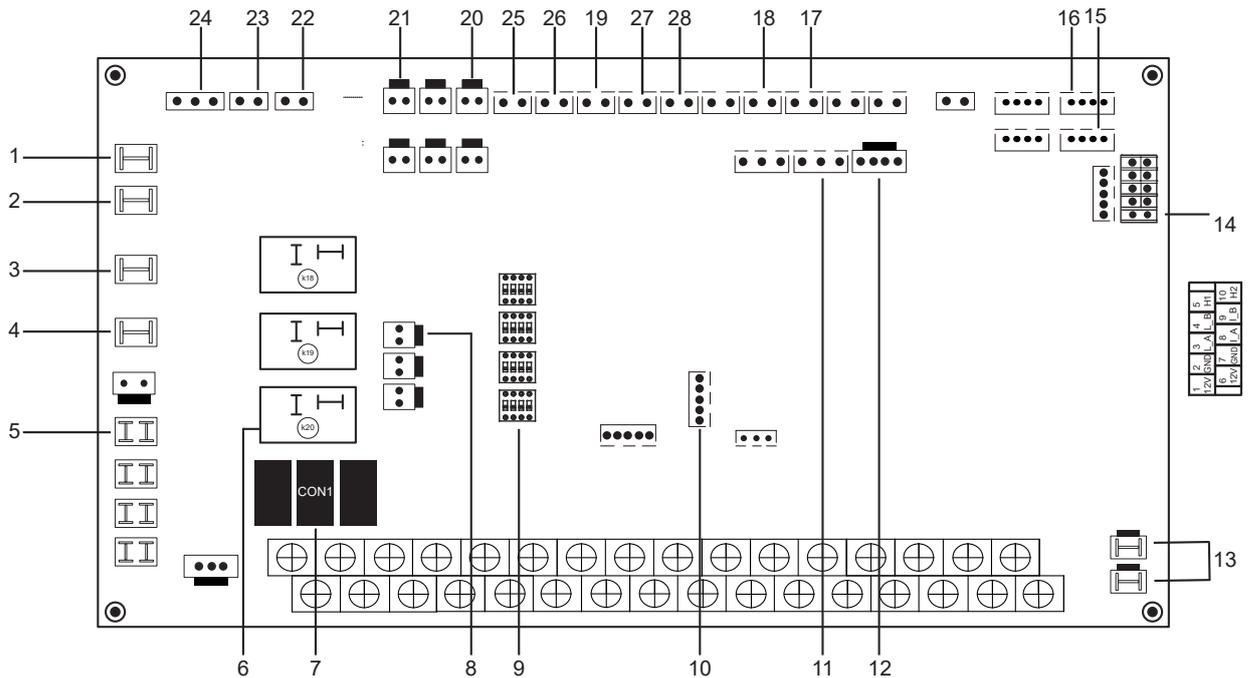 24 23 22 21 20 25 26 19 27 28 18 17 16 15
1
2
3
k18
14
4
k19
5
k20
CON1
13
6 7 8 9 10 11 12
1 2 3 4 5
12V GND L_A L_B H1
6 7 8 9 10
12V GND I_A I_B H2